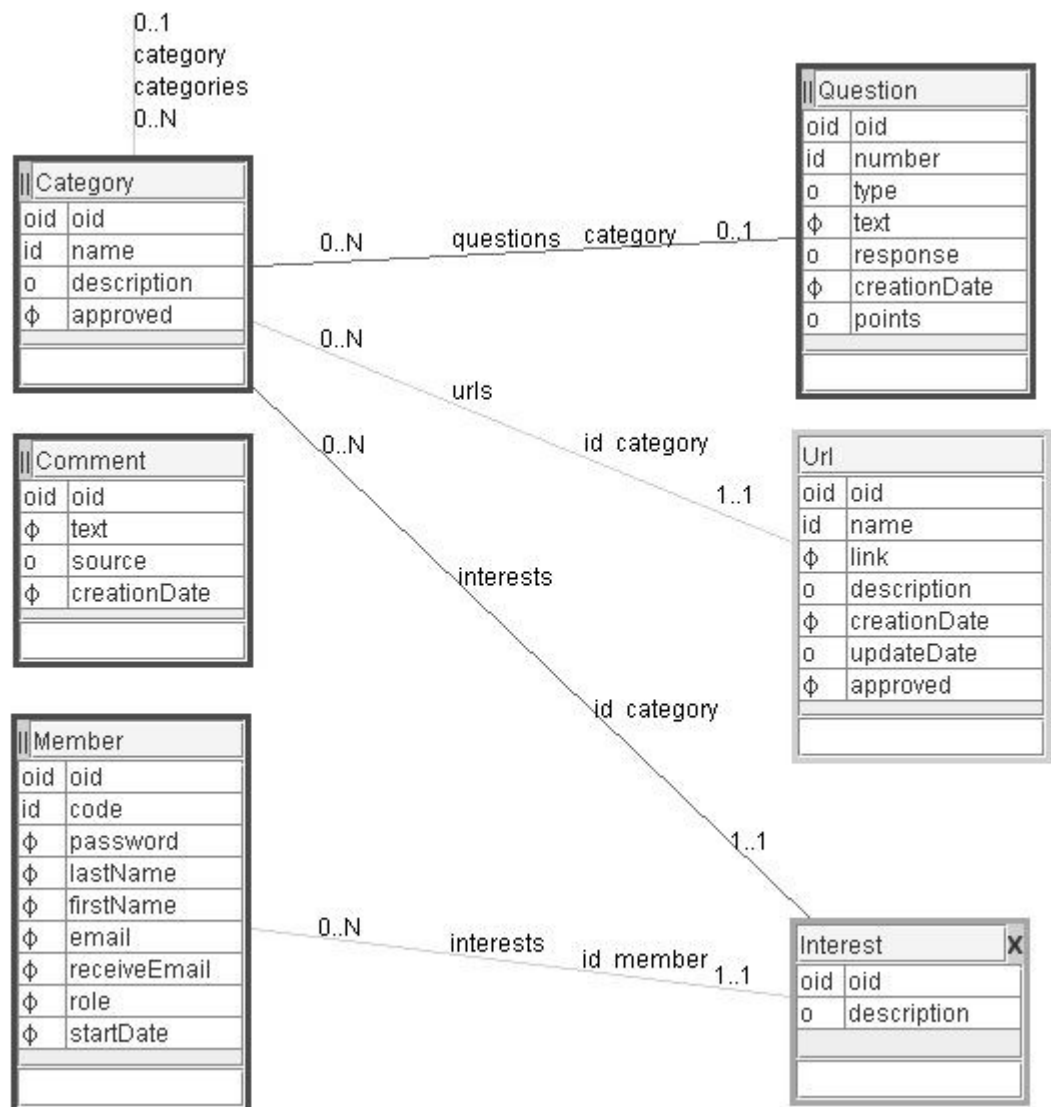 0..1
category
categories
0..N
|| Category
oid oid
id name
o description
ϕ approved
0..N questions category 0..1
|| Question
oid oid
id number
o type
ϕ text
o response
ϕ creationDate
o points
0..N
urls
id category
1..1
Url
oid oid
id name
ϕ link
o description
ϕ creationDate
o updateDate
ϕ approved
|| Comment
oid oid
ϕ text
o source
ϕ creationDate
0..N
interests
id category
1..1
|| Member
oid oid
id code
ϕ password
ϕ lastName
ϕ firstName
ϕ email
ϕ receiveEmail
ϕ role
ϕ startDate
0..N interests id member 1..1
Interest X
oid oid
o description